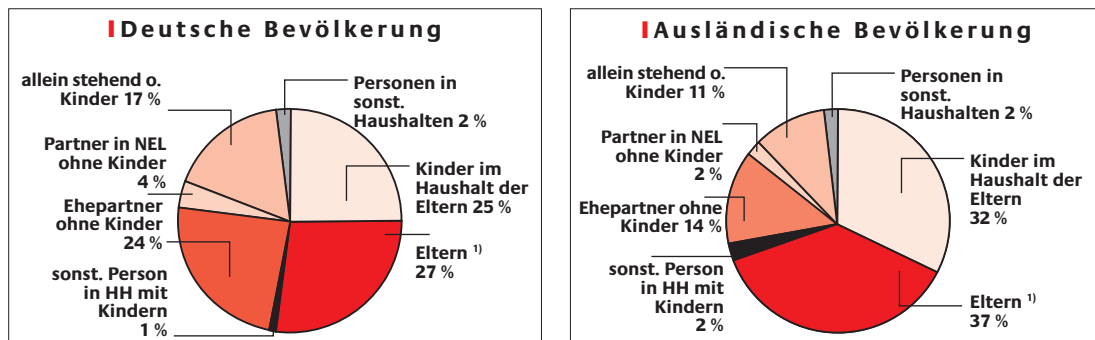 Deutsche Bevölkerung
allein stehend o.
Kinder 17 %
Personen in
sonst.
Haushalten 2 %
Partner in NEL
ohne Kinder
4 %
Kinder im
Haushalt der
Eltern 25 %
Ehepartner
ohne Kinder
24 %
Eltern 1)
27 %
sonst. Person
in HH mit
Kindern
1 %
Ausländische Bevölkerung
allein stehend o.
Kinder 11 %
Personen in
sonst.
Haushalten 2 %
Partner in NEL
ohne Kinder
2 %
Kinder im
Haushalt der
Eltern
32 %
Ehepartner ohne
Kinder 14 %
sonst. Person
in HH mit
Kindern
2 %
Eltern 1)
37 %